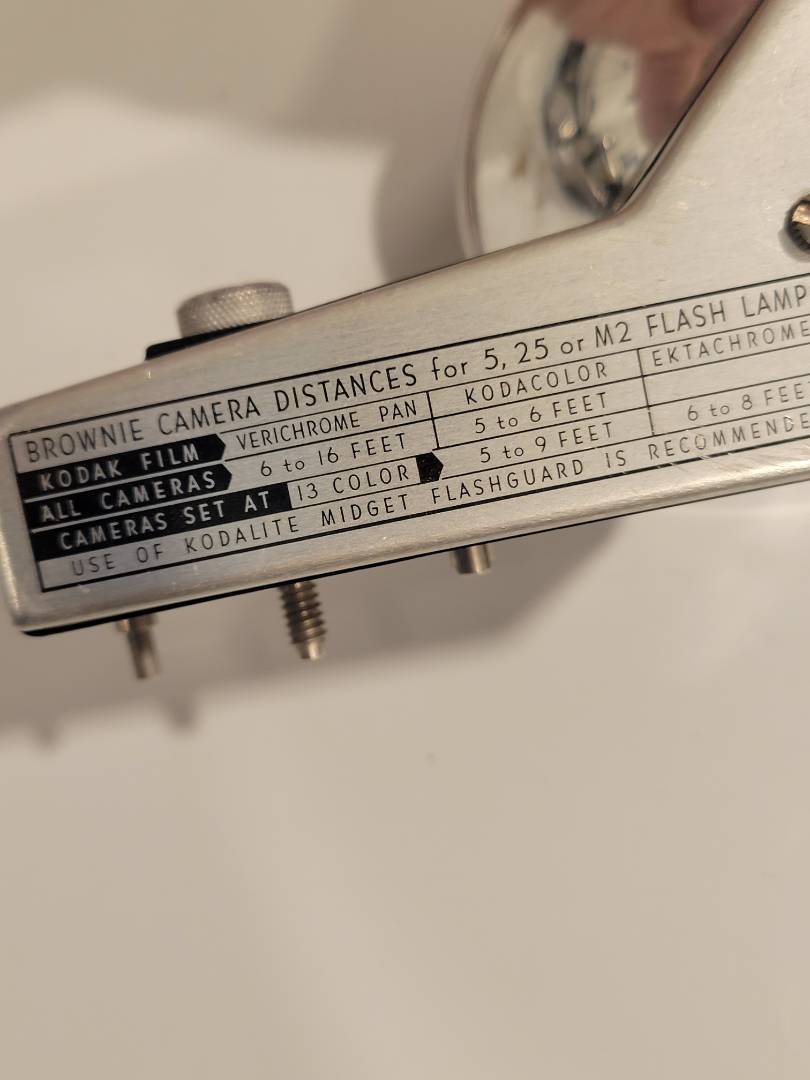 BROWNIE CAMERA DISTANCES for 5, 25 or M2 FLASH LAMP
KODAK FILM VERICHROME PAN KODACOLOR EKTACHROME
ALL CAMERAS 6 to 16 FEET 5 to 6 FEET
CAMERAS SET AT 13 COLOR 5 to 9 FEET 6 to 8 FEE
USE OF KODALITE MIDGET FLASHGUARD IS RECOMMENDE